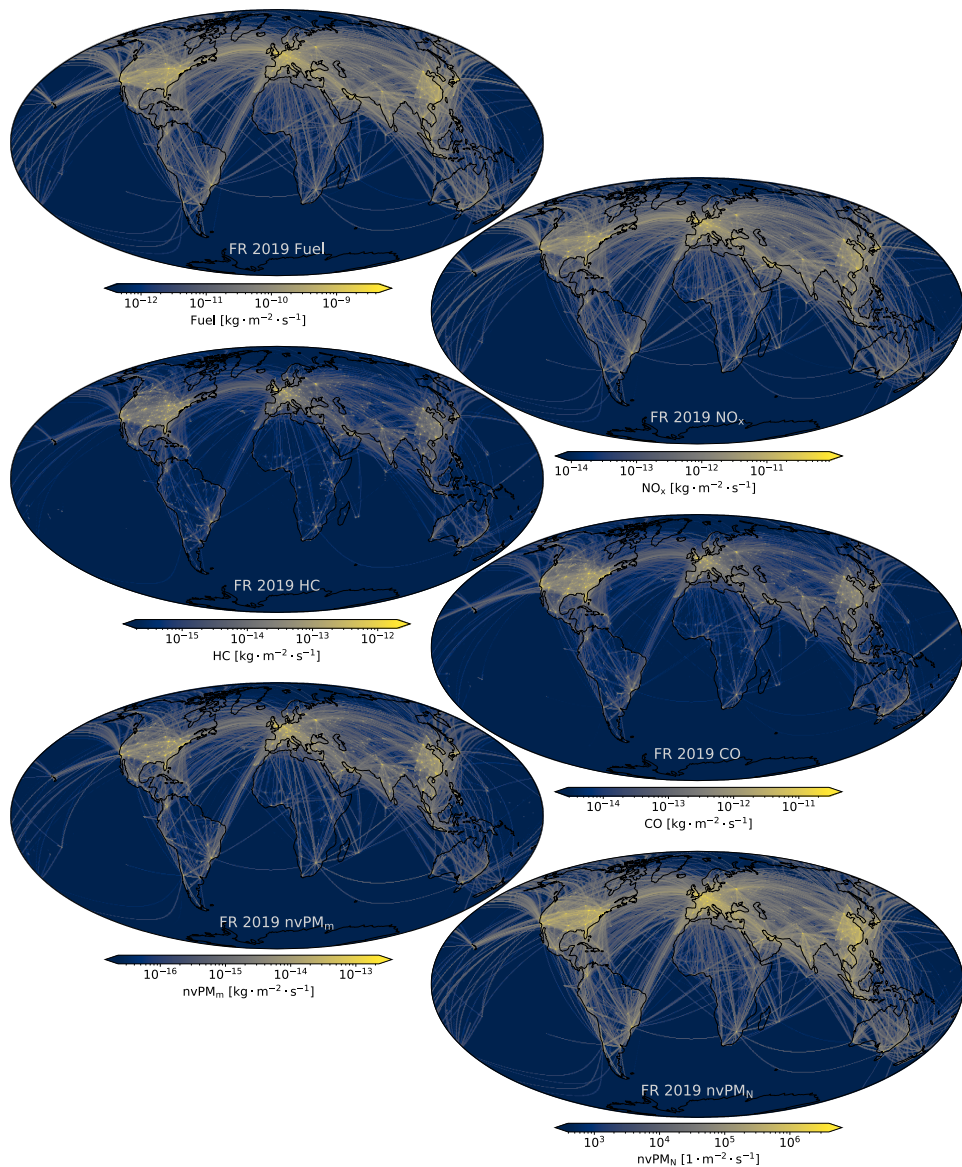 FR 2019 Fuel
10⁻¹² 10⁻¹¹ 10⁻¹⁰ 10⁻⁹
Fuel [kg · m⁻² · s⁻¹]
FR 2019 NOₓ
10⁻¹⁴ 10⁻¹³ 10⁻¹² 10⁻¹¹
NOₓ [kg · m⁻² · s⁻¹]
FR 2019 HC
10⁻¹⁵ 10⁻¹⁴ 10⁻¹³ 10⁻¹²
HC [kg · m⁻² · s⁻¹]
FR 2019 CO
10⁻¹⁴ 10⁻¹³ 10⁻¹² 10⁻¹¹
CO [kg · m⁻² · s⁻¹]
FR 2019 nvPMₘ
10⁻¹⁶ 10⁻¹⁵ 10⁻¹⁴ 10⁻¹³
nvPMₘ [kg · m⁻² · s⁻¹]
FR 2019 nvPM_N
10³ 10⁴ 10⁵ 10⁶
nvPM_N [1 · m⁻² · s⁻¹]